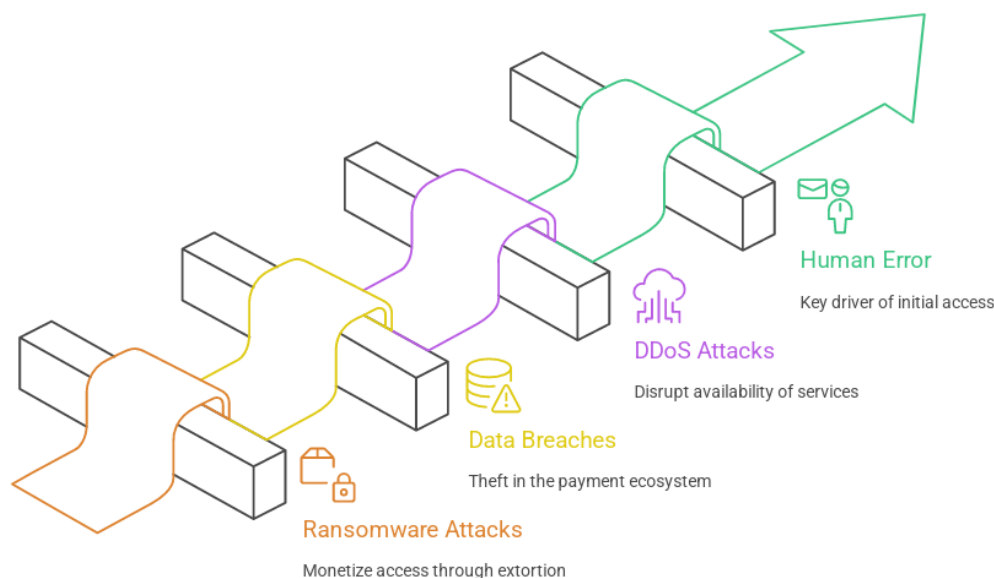 Human Error
Key driver of initial access
DDoS Attacks
Disrupt availability of services
Data Breaches
Theft in the payment ecosystem
Ransomware Attacks
Monetize access through extortion